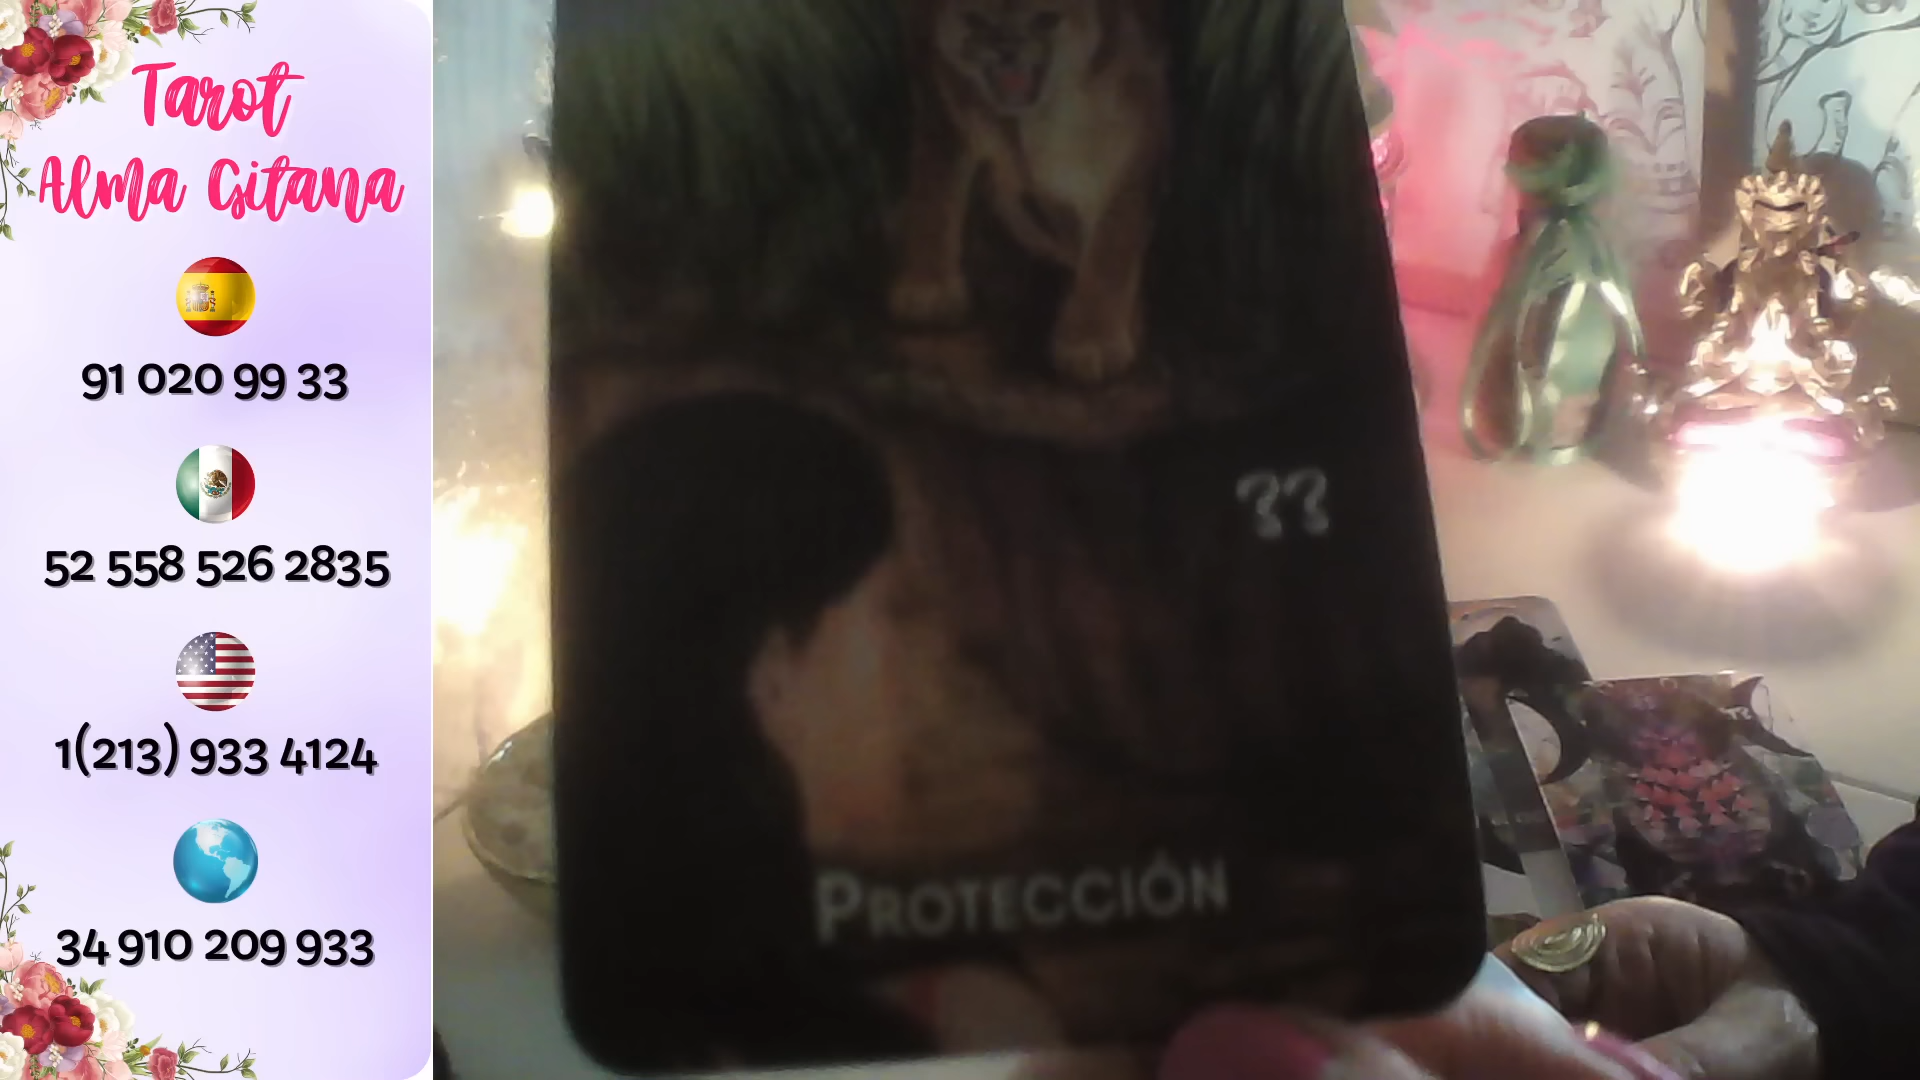 Tarot
Alma Gitana
91 020 99 33
52 558 526 2835
1(213) 933 4124
34 910 209 933
??
PROTECCIÓN